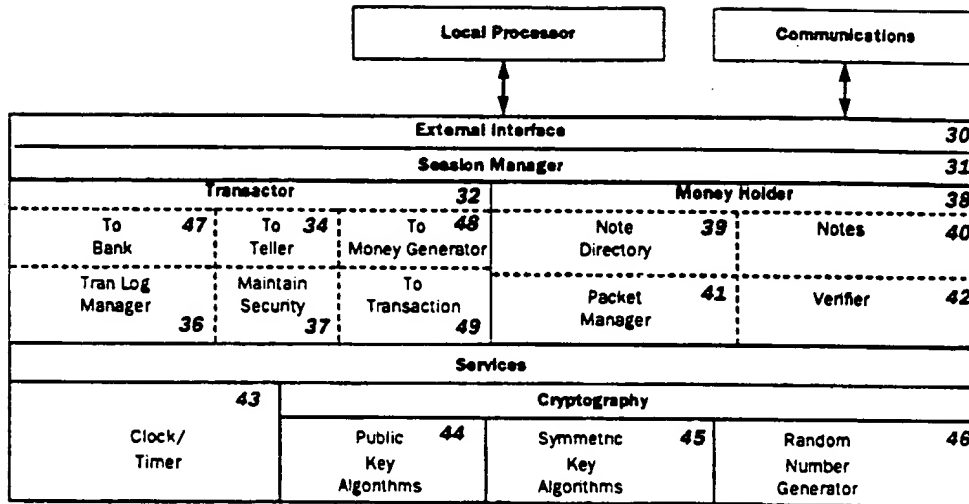 Local Processor
Communications
External Interface 30
Session Manager 31
Transactor 32
Money Holder 38
To 47
Bank
To 34
Teller
To 48
Money Generator
Note 39
Directory
Notes 40
Tran Log
Manager
36
Maintain
Security
37
To
Transaction
49
Packet 41
Manager
Verifier 42
Services
43
Clock/
Timer
Cryptography
Public 44
Key
Algorithms
Symmetric 45
Key
Algorithms
Random 46
Number
Generator